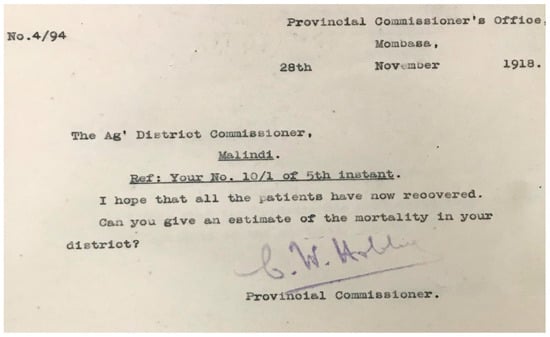 Provincial Commissioner's Office,
No.4/94
Mombasa,
28th November 1918.
The Ag' District Commissioner,
Malindi.
Ref: Your No. 10/1 of 5th instant.
I hope that all the patients have now recovered.
Can you give an estimate of the mortality in your
district?
C. W. Hobley
Provincial Commissioner.